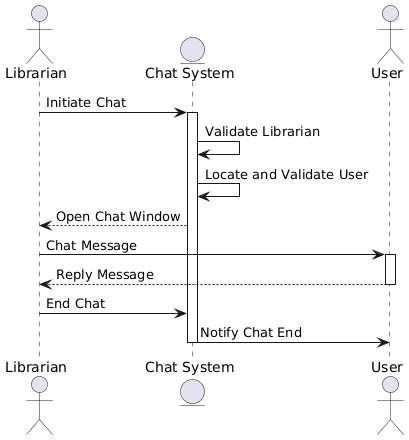 Librarian
Chat System
User
Initiate Chat
Validate Librarian
Locate and Validate User
Open Chat Window
Chat Message
Reply Message
End Chat
Notify Chat End
Librarian
Chat System
User